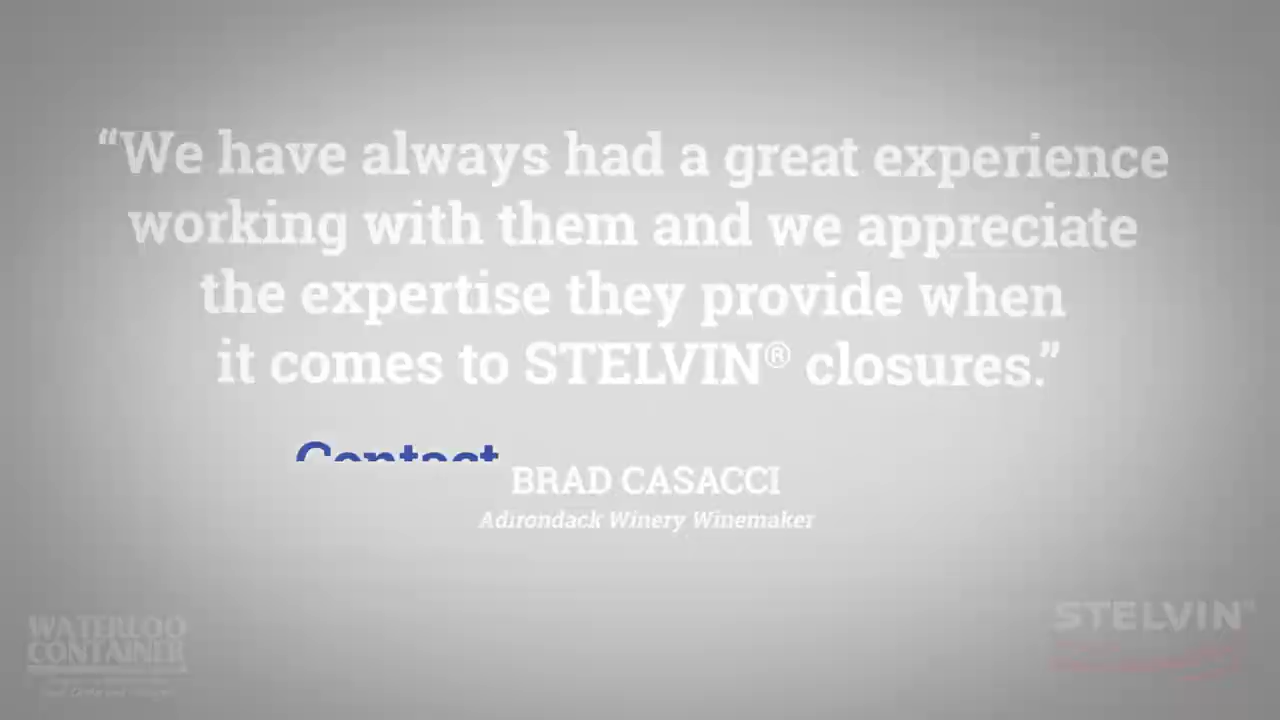 “We have always had a great experience
working with them and we appreciate
the expertise they provide when
it comes to STELVIN® closures.”
Contact
BRAD CASACCI
Adirondack Winery Winemaker
WATERLOO
CONTAINER
STELVIN®